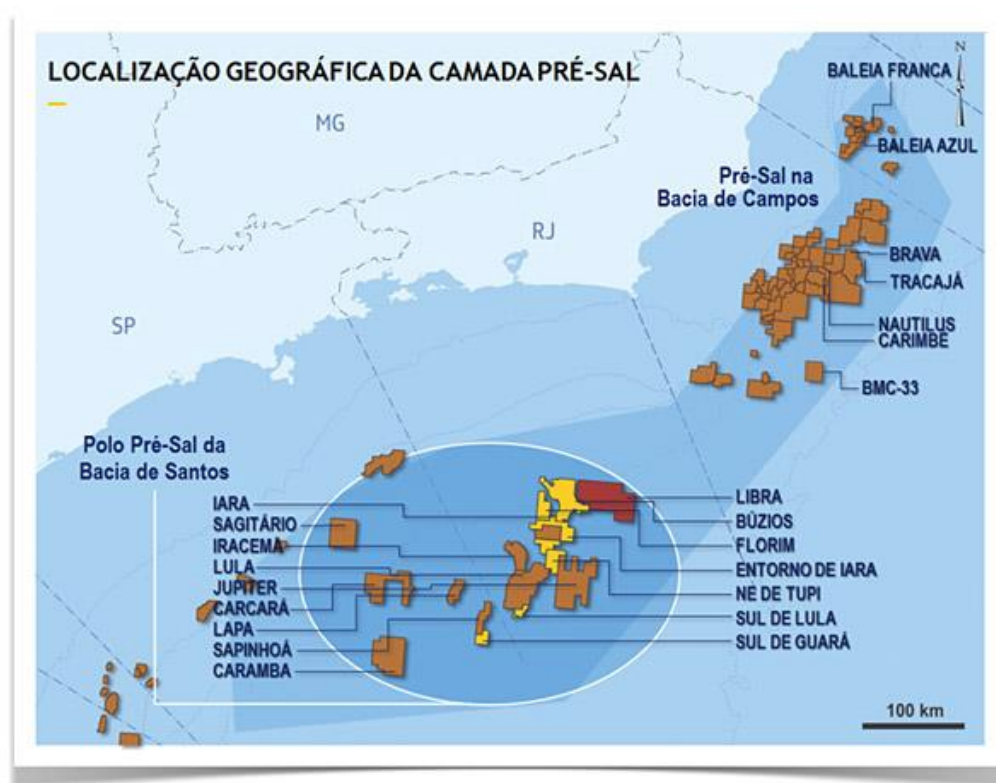 LOCALIZAÇÃO GEOGRÁFICA DA CAMADA PRÉ-SAL
N
BALEIA FRANCA
MG
BALEIA AZUL
Pré-Sal na
Bacia de Campos
RJ
BRAVA
TRACAJÁ
SP
NAUTILUS
CARIMBÉ
BMC-33
Polo Pré-Sal da
Bacia de Santos
IARA
SAGITÁRIO
IRACEMA
LULA
JUPITER
CARCARÁ
LAPA
SAPINHOÁ
CARAMBA
LIBRA
BÚZIOS
FLORIM
ENTORNO DE IARA
NE DE TUPI
SUL DE LULA
SUL DE GUARÁ
100 km